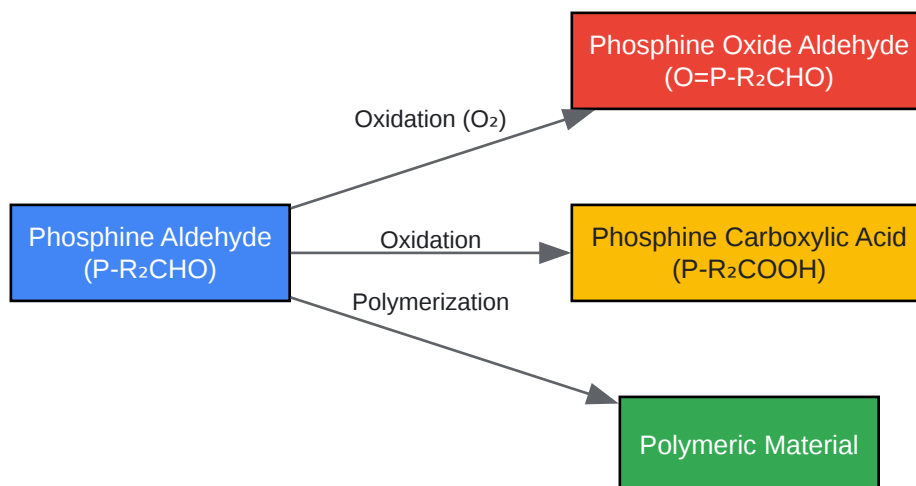 Phosphine Oxide Aldehyde
(O=P-R₂CHO)
Oxidation (O₂)
Phosphine Aldehyde
(P-R₂CHO)
Oxidation
Phosphine Carboxylic Acid
(P-R₂COOH)
Polymerization
Polymeric Material